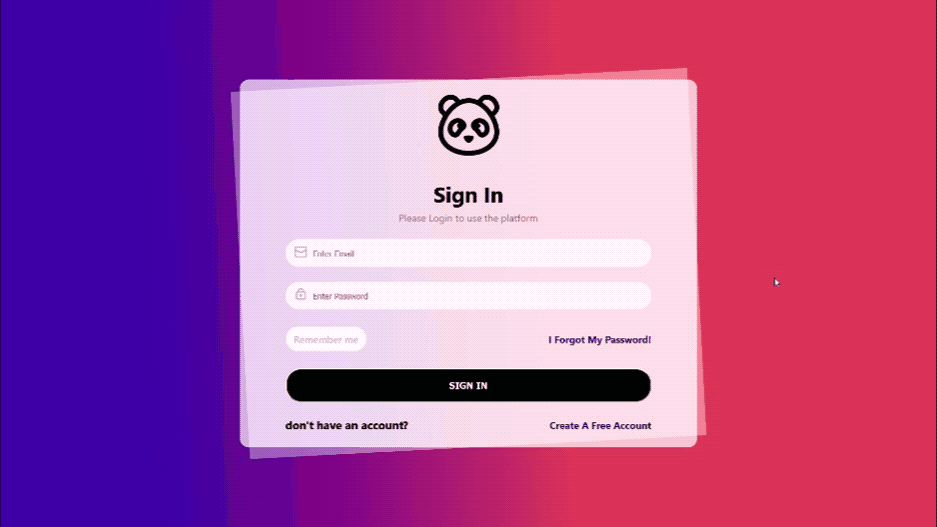 Sign In
Please Login to use the platform
Enter Email
Enter Password
Remember me
I Forgot My Password!
SIGN IN
don't have an account?
Create A Free Account